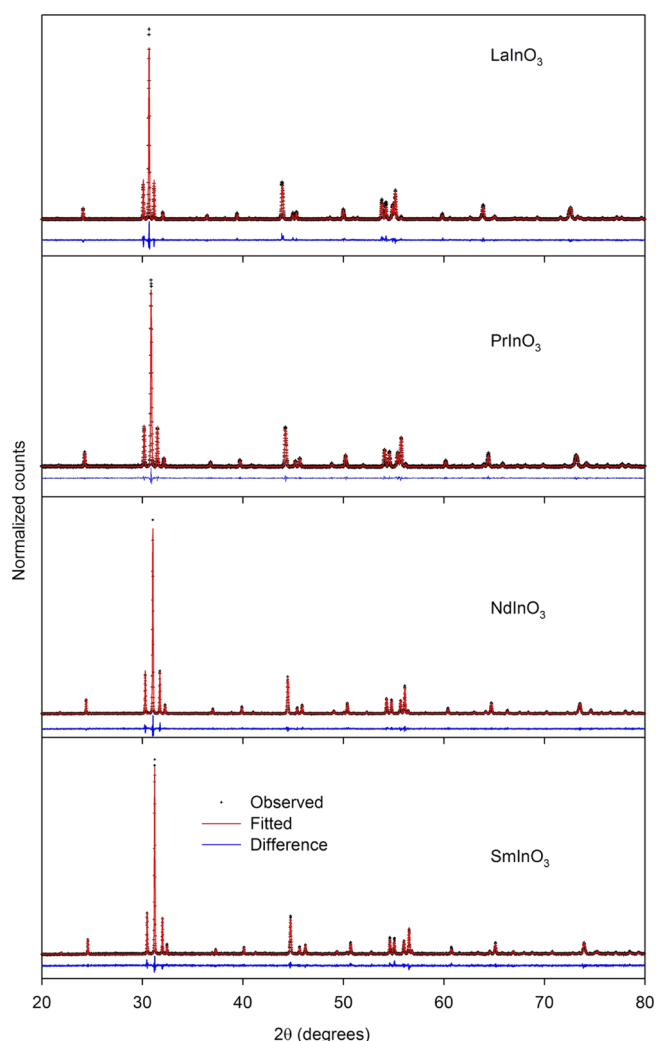 LaInO₃
PrInO₃
Normalized counts
NdInO₃
Observed
Fitted
Difference
SmInO₃
20 30 40 50 60 70 80
2θ (degrees)